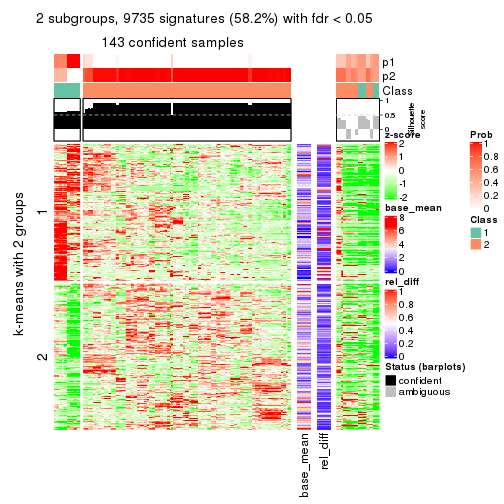 2 subgroups, 9735 signatures (58.2%) with fdr < 0.05
143 confident samples
p1
p2
Class
1
0.5
0
Silhouette
score
k-means with 2 groups
1
2
base_mean
rel_diff
z-score
2
1
0
-1
-2
base_mean
8
6
4
2
0
rel_diff
1
0.8
0.6
0.4
0.2
0
Status (barplots)
confident
ambiguous
Prob
1
0.8
0.6
0.4
0.2
0
Class
1
2